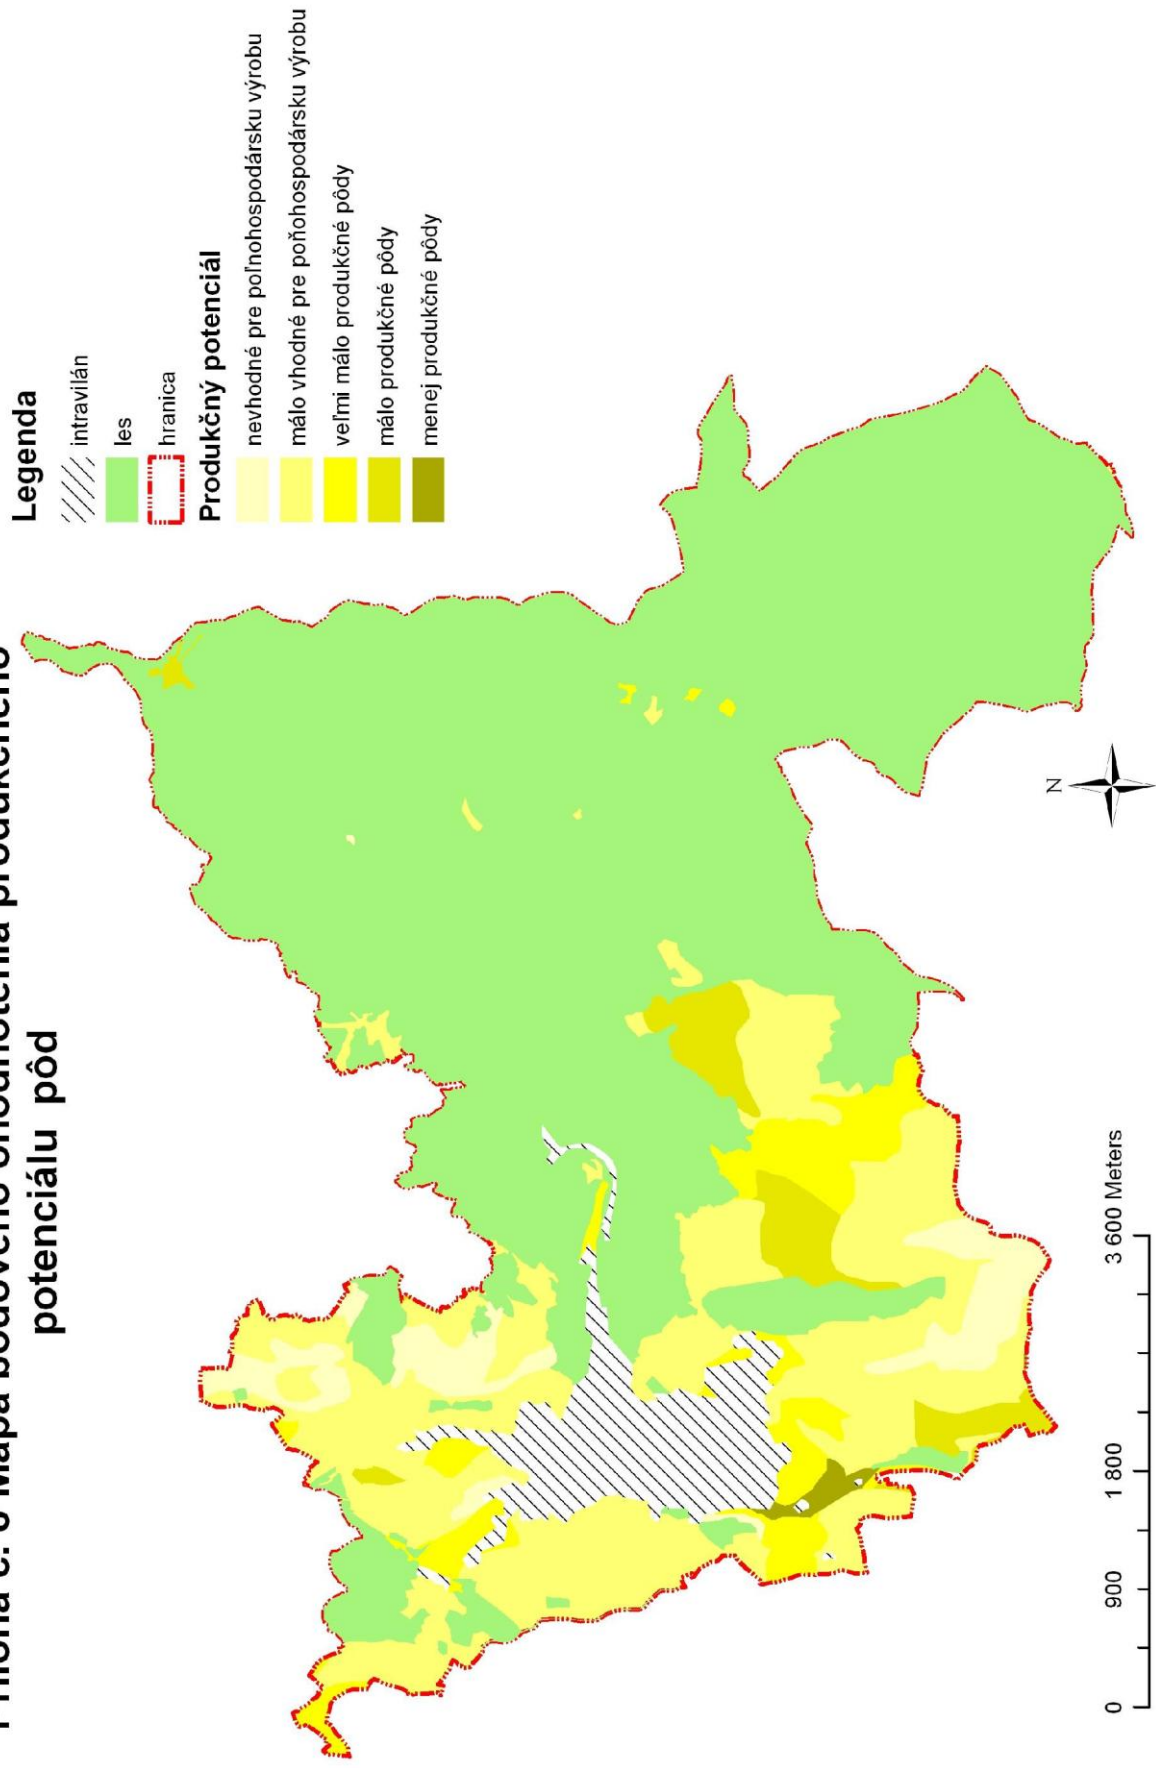 potenciálu pôd
Legenda
intravilán
les
hranica
Produkčný potenciál
nevhodné pre poľnohospodársku výrobu
málo vhodné pre poňohospodársku výrobu
veľmi málo produkčné pôdy
málo produkčné pôdy
menej produkčné pôdy
N
0 900 1 800 3 600 Meters